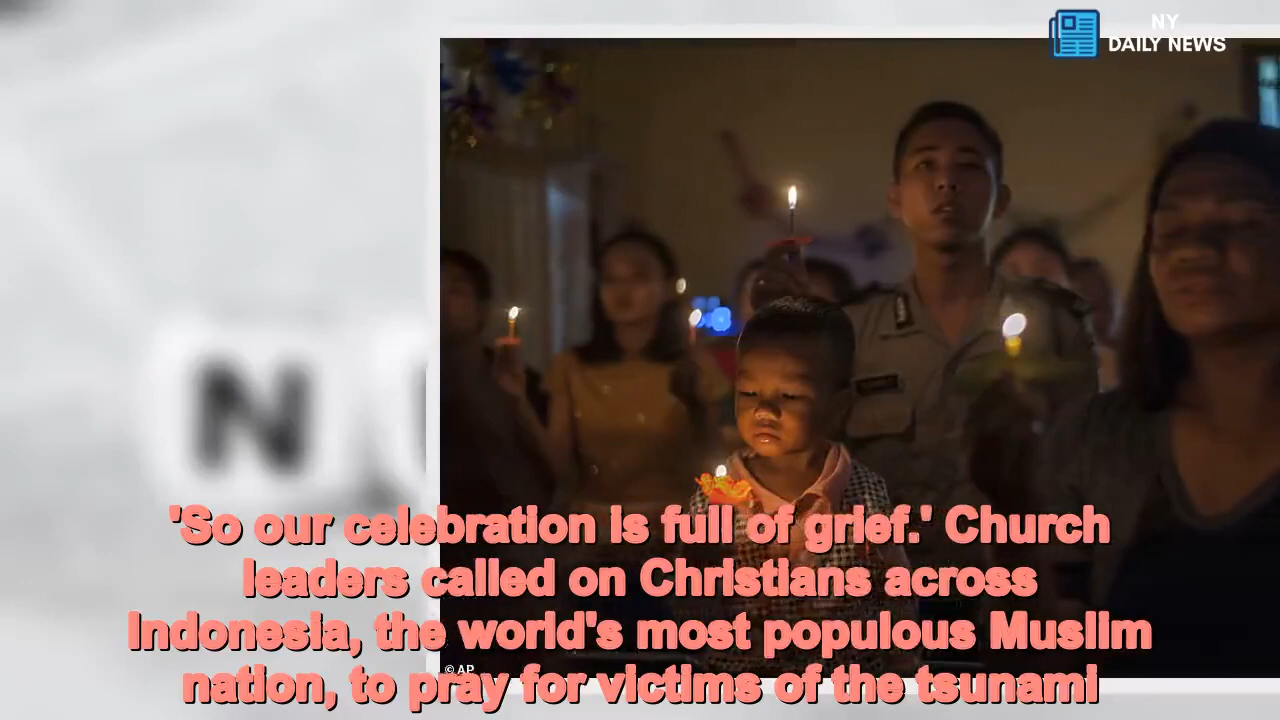 NY
DAILY NEWS
N
'So our celebration is full of grief.' Church
leaders called on Christians across
Indonesia, the world's most populous Muslim
© AP
nation, to pray for victims of the tsunami